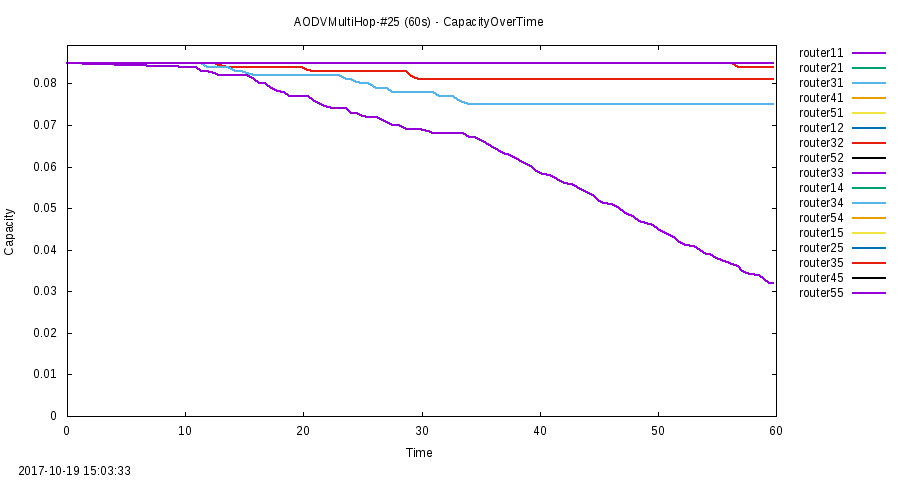 AODVMultiHop-#25 (60s) - CapacityOverTime
router11
router21
router31
router41
router51
router12
router32
router52
router33
router14
router34
router54
router15
router25
router35
router45
router55
Capacity
0.08
0.07
0.06
0.05
0.04
0.03
0.02
0.01
0
0 10 20 30 40 50 60
Time
2017-10-19 15:03:33